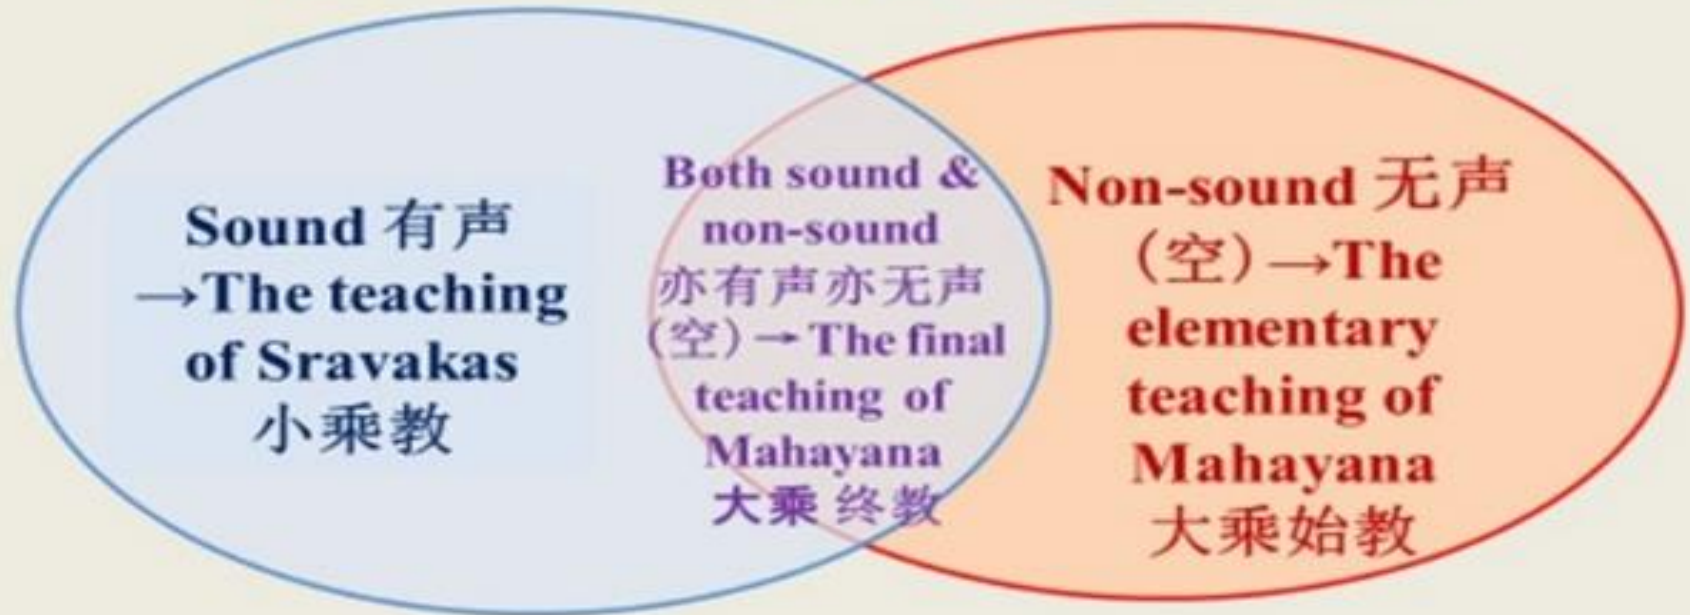 Sound 有声
→The teaching
of Sravakas
小乘教
Both sound &
non-sound
亦有声亦无声
(空)→The final
teaching of
Mahayana
大乘终教
Non-sound 无声
(空)→The
elementary
teaching of
Mahayana
大乘始教